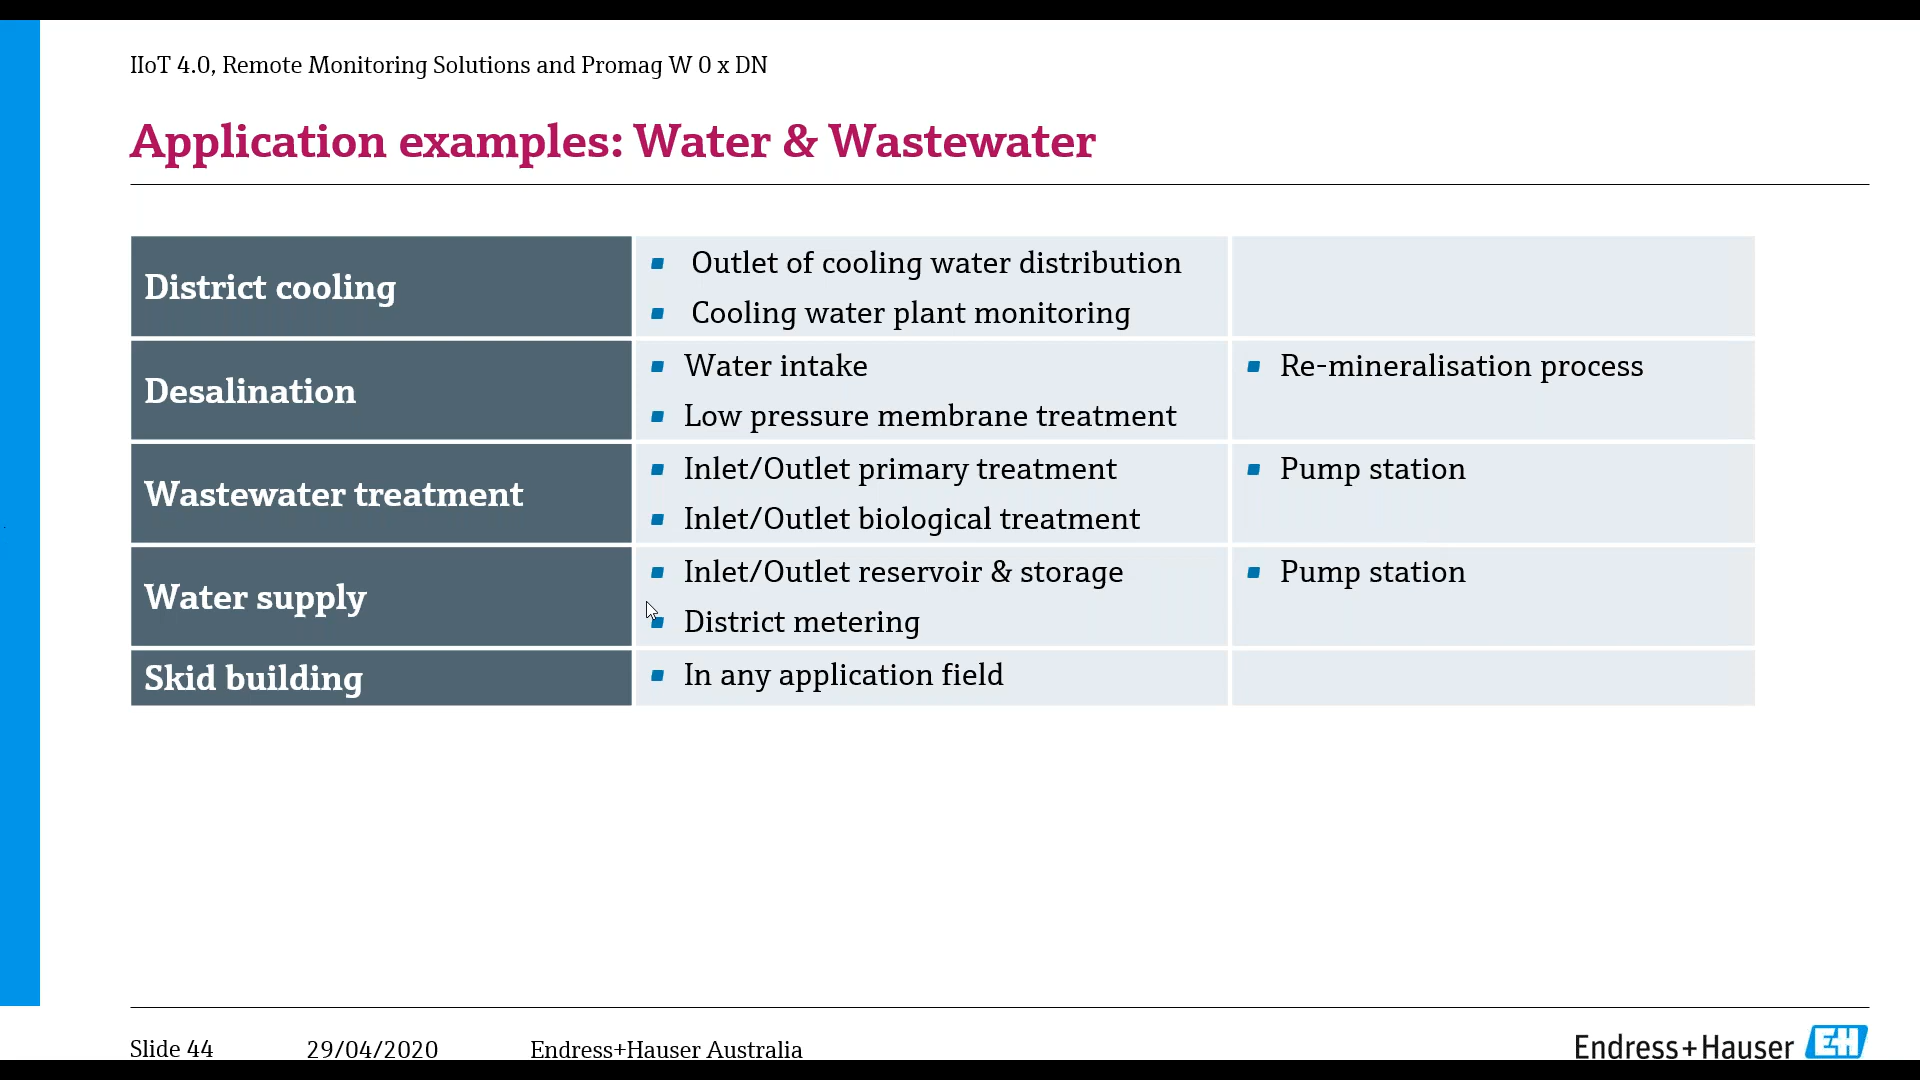 IIoT 4.0, Remote Monitoring Solutions and Promag W 0 x DN
Application examples: Water & Wastewater
District cooling
Outlet of cooling water distribution
Cooling water plant monitoring
Desalination
Water intake
Low pressure membrane treatment
Re-mineralisation process
Wastewater treatment
Inlet/Outlet primary treatment
Inlet/Outlet biological treatment
Pump station
Water supply
Inlet/Outlet reservoir & storage
District metering
Pump station
Skid building
In any application field
Slide 44 29/04/2020 Endress+Hauser Australia
Endress+Hauser EH